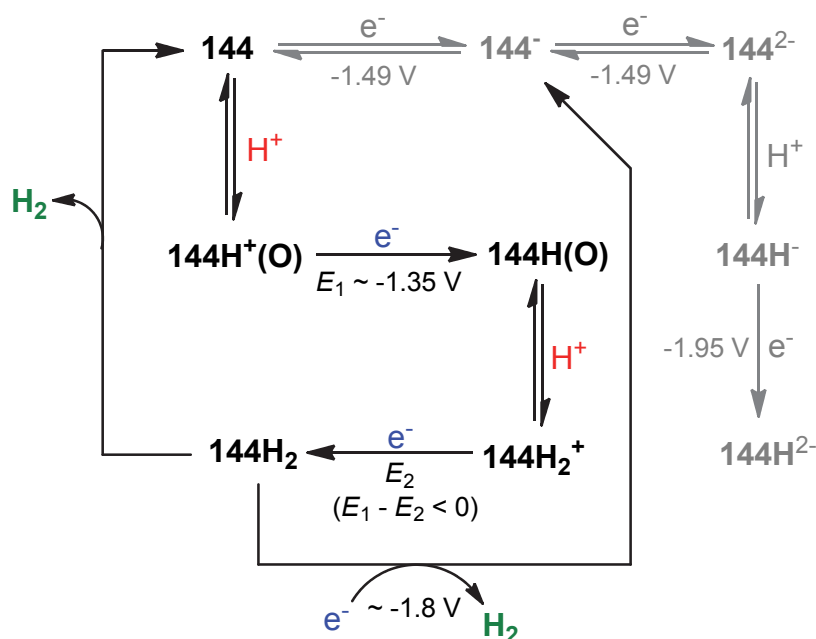 144 e⁻ 144⁻ e⁻ 144²⁻
-1.49 V -1.49 V
H⁺ H⁺
H₂
144H⁺(O) e⁻ 144H(O) 144H⁻
E₁ ~ -1.35 V
H⁺ -1.95 V e⁻
144H₂ e⁻ 144H₂⁺ 144H²⁻
E₂
(E₁ - E₂ < 0)
e⁻ ~ -1.8 V H₂